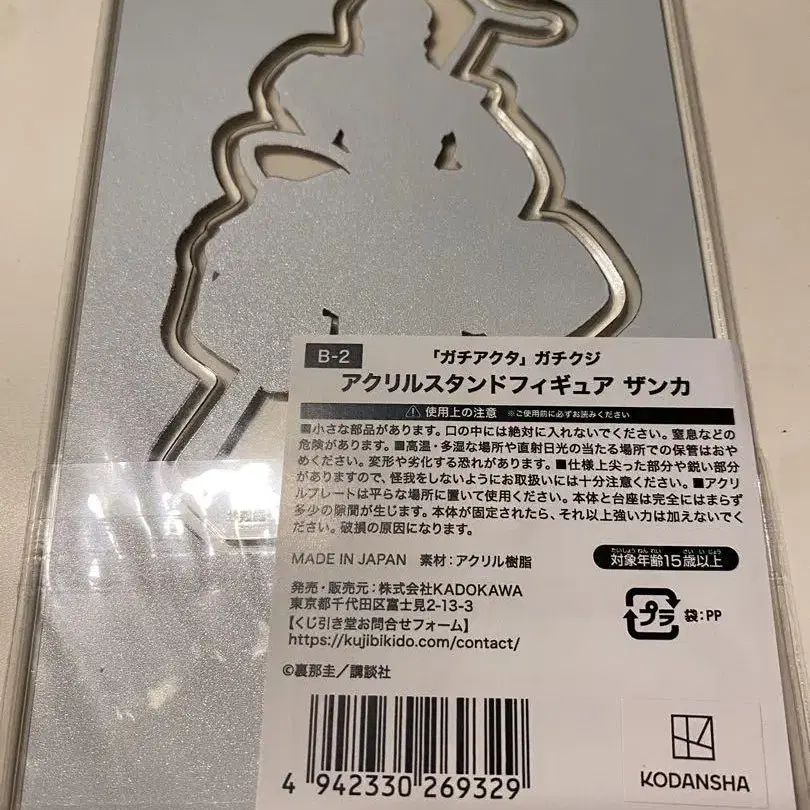 B-2
「ガチアクタ」ガチクジ
アクリルスタンドフィギュア ザンカ
⚠ 使用上の注意 ※ご使用前に必ずお読みください
■小さな部品があります。口の中には絶対に入れないでください。窒息などの
危険があります。■高温・多湿な場所や直射日光の当たる場所での保管はおや
めください。変形や劣化する恐れがあります。■仕様上尖った部分や鋭い部分
がありますので、怪我をしないようにお取扱いには十分注意ください。■アクリ
ルプレートは平らな場所に置いて使用ください。本体と台座は完全にはまらず
多少の隙間が生じます。本体が固定されたら、それ以上強い力は加えないでく
ださい。破損の原因になります。
MADE IN JAPAN 素材:アクリル樹脂
たいしょうねんれい さいいじょう
対象年齢15歳以上
発売・販売元:株式会社KADOKAWA
東京都千代田区富士見2-13-3
【くじ引き堂お問合せフォーム】
https://kujibikido.com/contact/
プラ 袋:PP
©裏那圭/講談社
4 942330 269329
KODANSHA